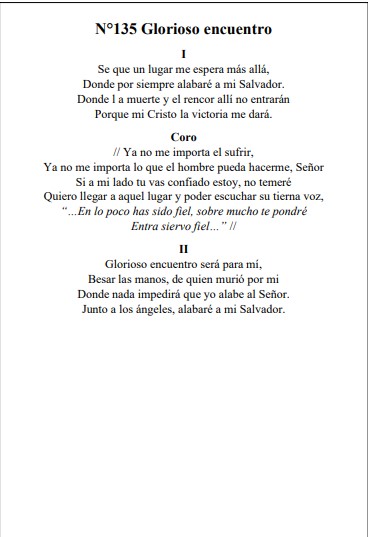 N°135 Glorioso encuentro
I
Se que un lugar me espera más allá,
Donde por siempre alabaré a mi Salvador.
Donde l a muerte y el rencor allí no entrarán
Porque mi Cristo la victoria me dará.
Coro
// Ya no me importa el sufrir,
Ya no me importa lo que el hombre pueda hacerme, Señor
Si a mi lado tu vas confiado estoy, no temeré
Quiero llegar a aquel lugar y poder escuchar su tierna voz,
“…En lo poco has sido fiel, sobre mucho te pondré
Entra siervo fiel…” //
II
Glorioso encuentro será para mí,
Besar las manos, de quien murió por mi
Donde nada impedirá que yo alabe al Señor.
Junto a los ángeles, alabaré a mi Salvador.